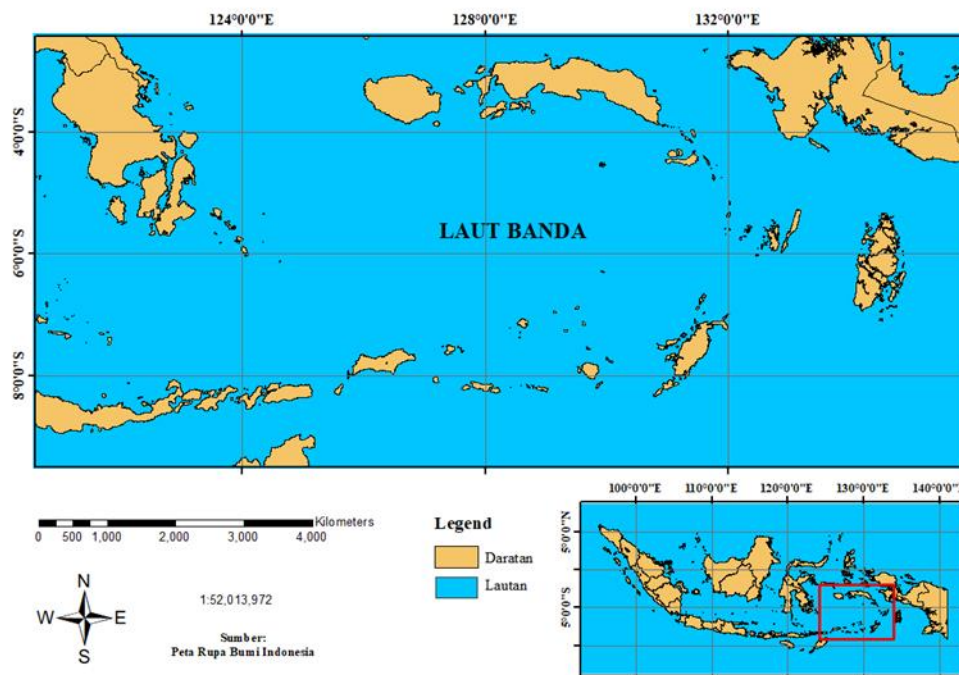 124°0'0"E 128°0'0"E 132°0'0"E
4°0'0"S
6°0'0"S
8°0'0"S
LAUT BANDA
Kilometers
0 250 500 1,000 2,000 3,000 4,000
N
W E
S
1:52,013,972
Sumber:
Peta Rupa Bumi Indonesia
Legend
Daratan
Lautan
100°0'0"E 110°0'0"E 120°0'0"E 130°0'0"E 140°0'0"E
5°0'0"N
5°0'0"S